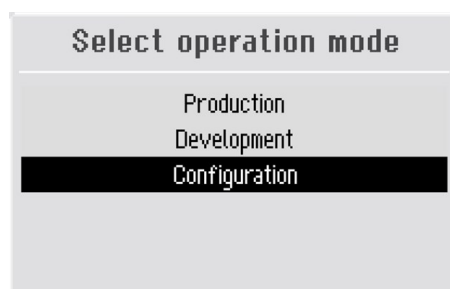 Select operation mode
Production
Development
Configuration